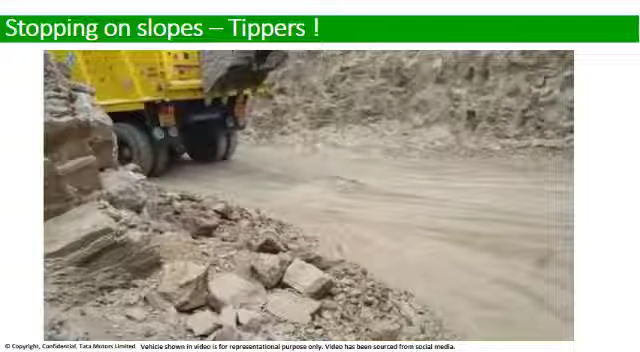 Stopping on slopes – Tippers !
© Copyright, Confidential, Tata Motors Limited  Vehicle shown in video is for representational purpose only. Video has been sourced from social media.